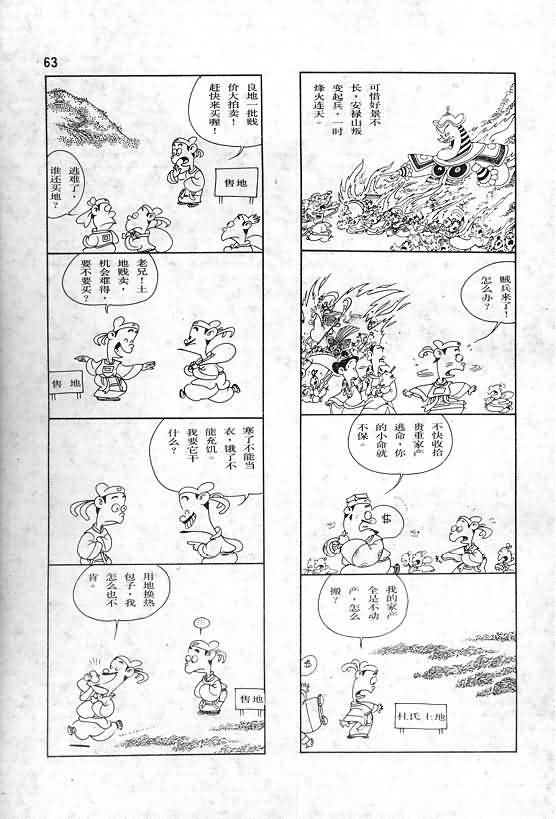 63
可惜好景不
长，安禄山叛
变起兵，一时
烽火连天。
贼兵来了！
怎么办？
不快收拾
贵重家产
逃命，你
的小命就
不保。
$
我的家产
全是不动
产，怎么
搬？
$
杜氏土地
良地一批贱
价大拍卖！
赶快来买喔！
售地
逃难了，
谁还买地？
老兄！土
地贱卖，
机会难得，
要不要买？
售地
寒了不能当
衣，饿了不
能充饥。
我要它干
什么？
用地换热
包子，我
怎么也不
肯。
售地